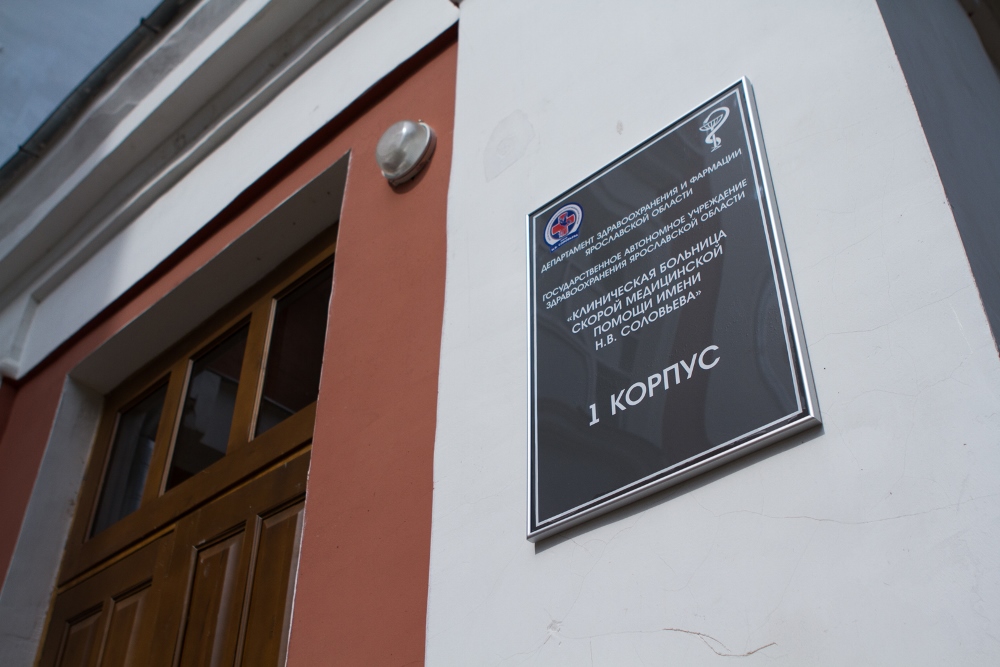 ДЕПАРТАМЕНТ ЗДРАВООХРАНЕНИЯ И ФАРМАЦИИ
ЯРОСЛАВСКОЙ ОБЛАСТИ
ГОСУДАРСТВЕННОЕ АВТОНОМНОЕ УЧРЕЖДЕНИЕ
ЗДРАВООХРАНЕНИЯ ЯРОСЛАВСКОЙ ОБЛАСТИ
«КЛИНИЧЕСКАЯ БОЛЬНИЦА
СКОРОЙ МЕДИЦИНСКОЙ
ПОМОЩИ ИМЕНИ
Н.В. СОЛОВЬЕВА»
1 КОРПУС